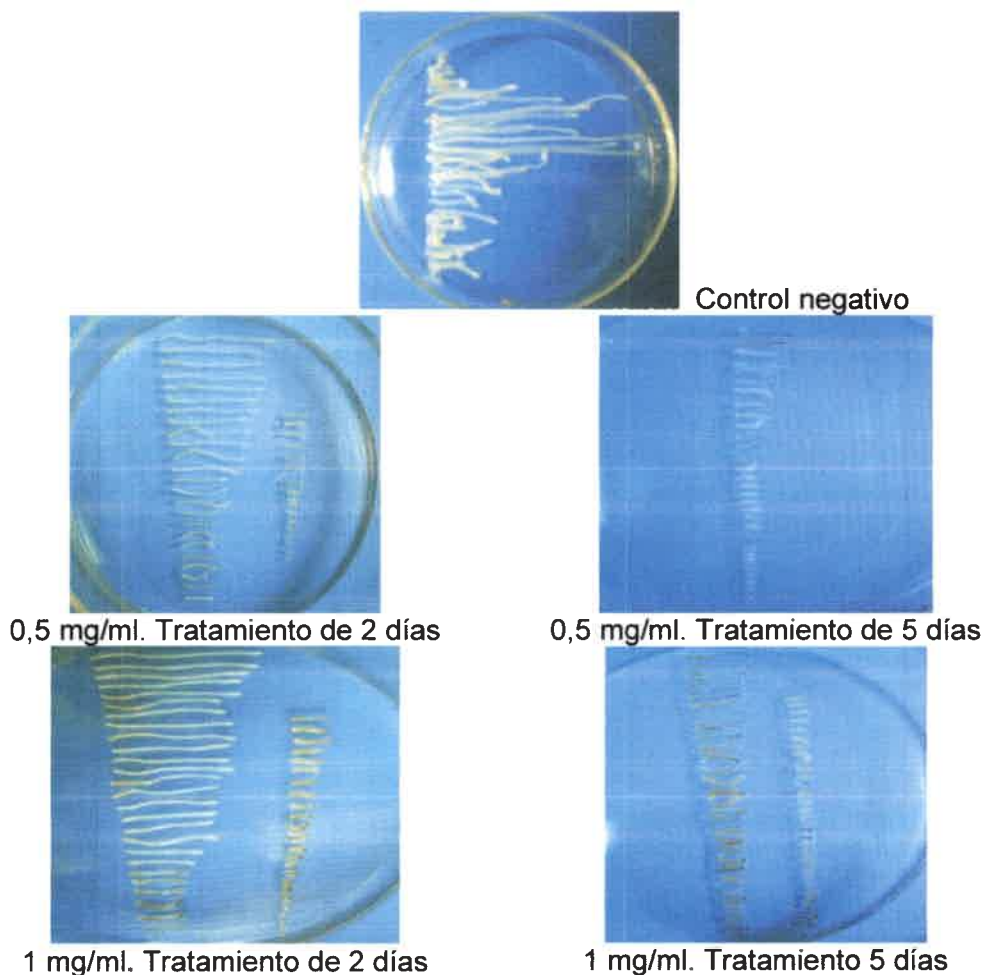 Control negativo
0,5 mg/ml. Tratamiento de 2 días
0,5 mg/ml. Tratamiento de 5 días
1 mg/ml. Tratamiento de 2 días
1 mg/ml. Tratamiento 5 días